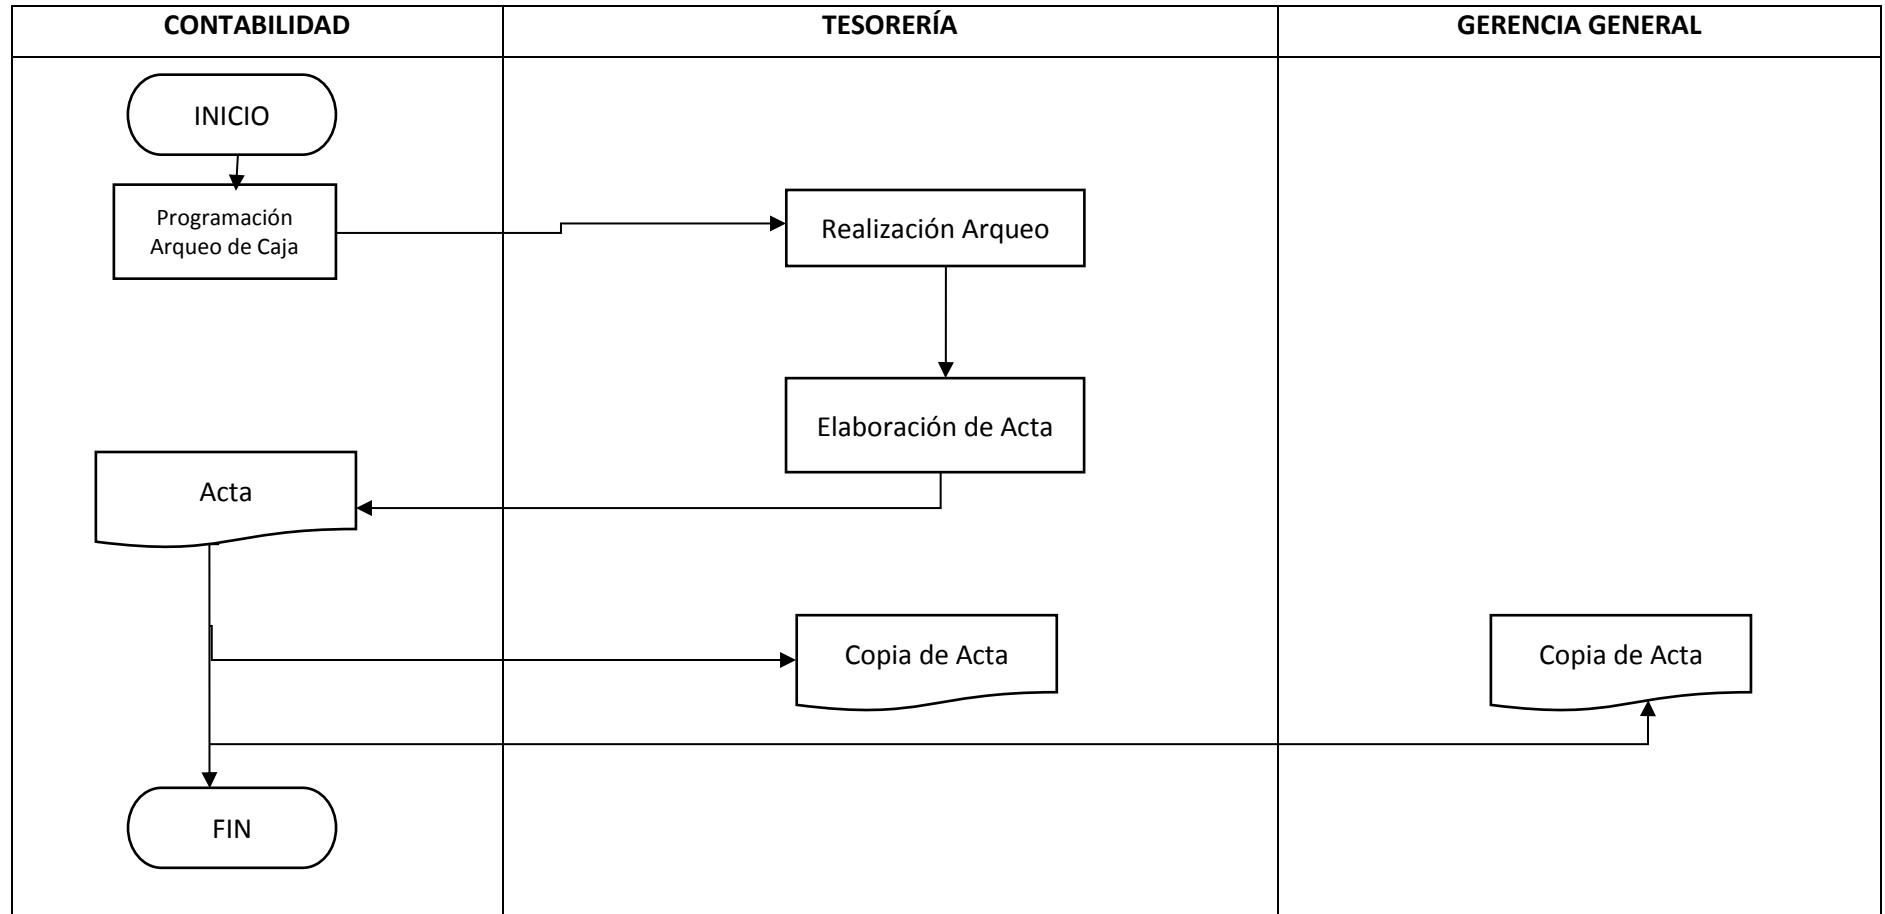 CONTABILIDAD
TESORERÍA
GERENCIA GENERAL
INICIO
Programación
Arqueo de Caja
Realización Arqueo
Elaboración de Acta
Acta
Copia de Acta
Copia de Acta
FIN